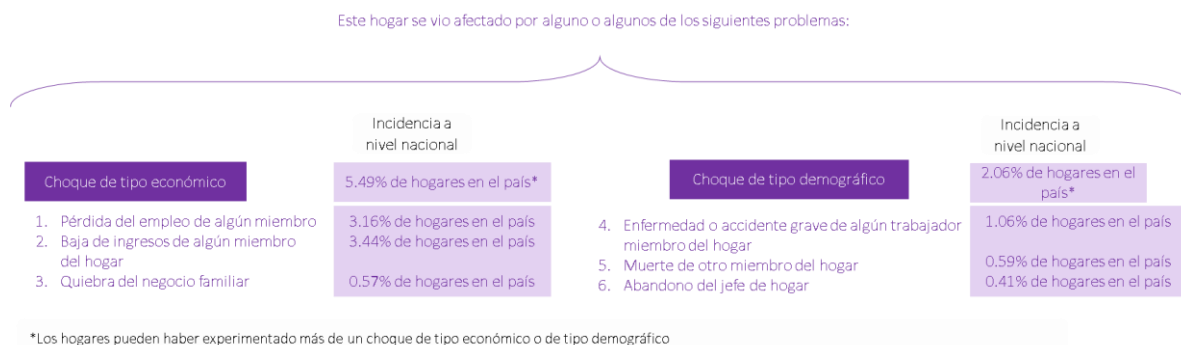 Este hogar se vio afectado por alguno o algunos de los siguientes problemas:
Incidencia a
nivel nacional
Choque de tipo económico
5.49% de hogares en el país*
1. Pérdida del empleo de algún miembro
3.16% de hogares en el país
2. Baja de ingresos de algún miembro
del hogar
3.44% de hogares en el país
3. Quiebra del negocio familiar
0.57% de hogares en el país
Incidencia a
nivel nacional
Choque de tipo demográfico
2.06% de hogares en el
país*
4. Enfermedad o accidente grave de algún trabajador
miembro del hogar
1.06% de hogares en el país
5. Muerte de otro miembro del hogar
0.59% de hogares en el país
6. Abandono del jefe de hogar
0.41% de hogares en el país
*Los hogares pueden haber experimentado más de un choque de tipo económico o de tipo demográfico